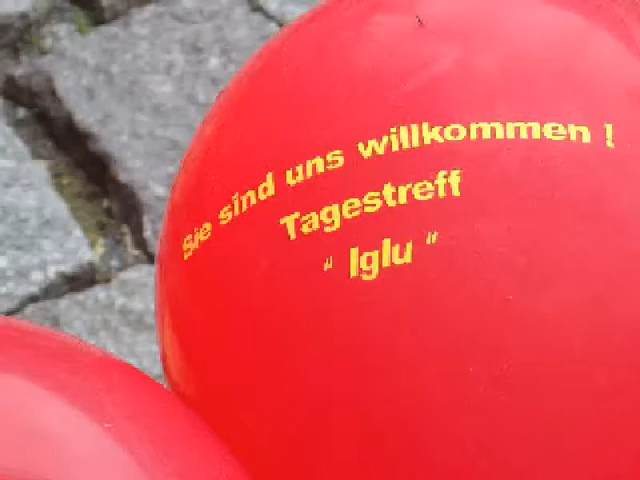 Sie sind uns willkommen !
Tagestreff
“ Iglu “